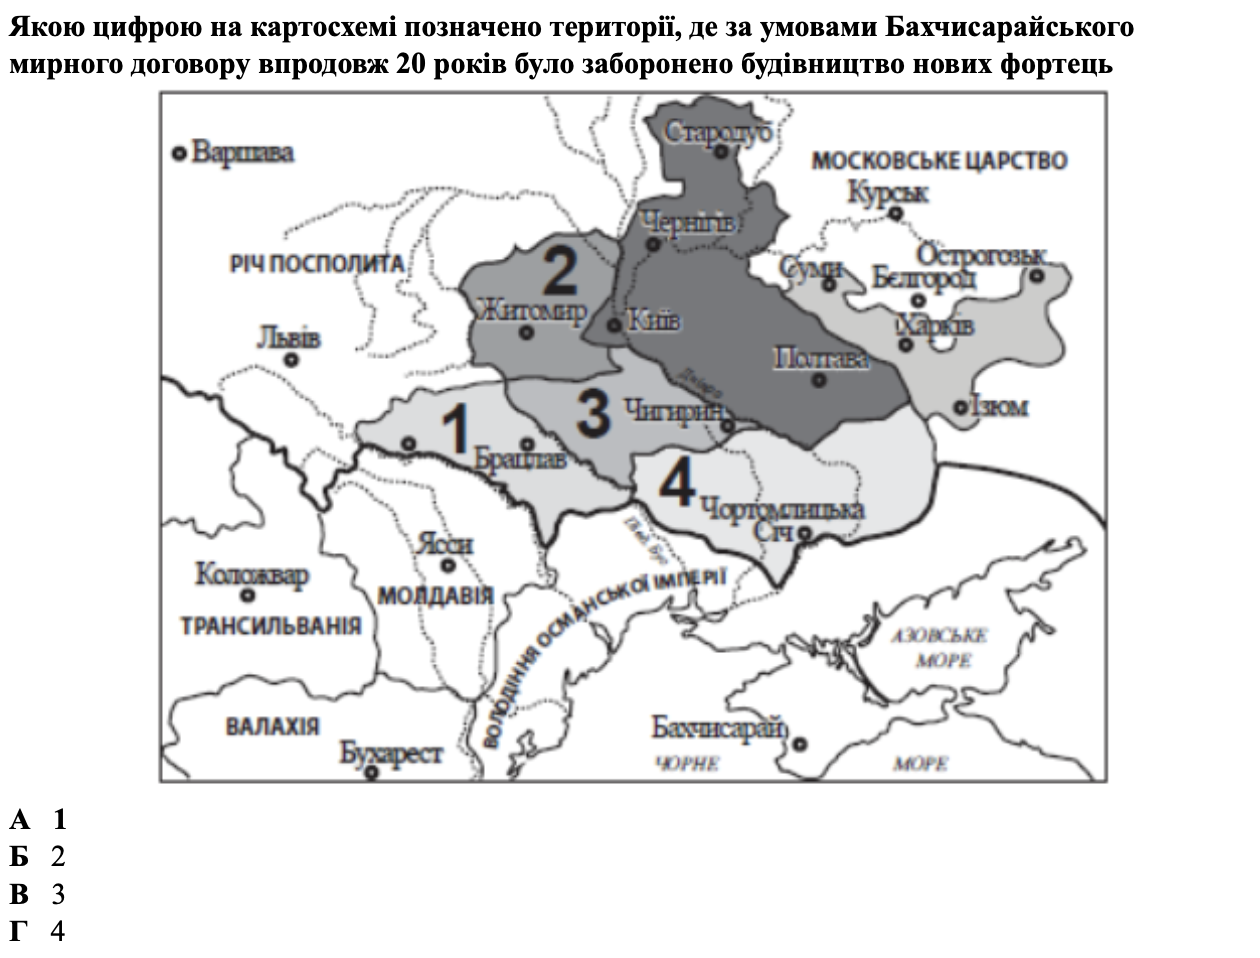 Якою цифрою на картосхемі позначено території, де за умовами Бахчисарайського
мирного договору впродовж 20 років було заборонено будівництво нових фортець
Стародуб
Варшава
МОСКОВСЬКЕ ЦАРСТВО
Курськ
Чернігів
РІЧ ПОСПОЛИТА
2
Суми
Острогозьк
Бєлгород
Житомир
Київ
Харків
Львів
Полтава
Дніпро
1
3
Чигирин
Ізюм
Брацлав
4
Чортомлицька
Січ
Півд. Буг
Ясси
Коложвар
МОЛДАВІЯ
ТРАНСИЛЬВАНІЯ
ВОЛОДІННЯ ОСМАНСЬКОЇ ІМПЕРІЇ
АЗОВСЬКЕ
МОРЕ
ВАЛАХІЯ
Бухарест
Бахчисарай
ЧОРНЕ
МОРЕ
А 1
Б 2
В 3
Г 4